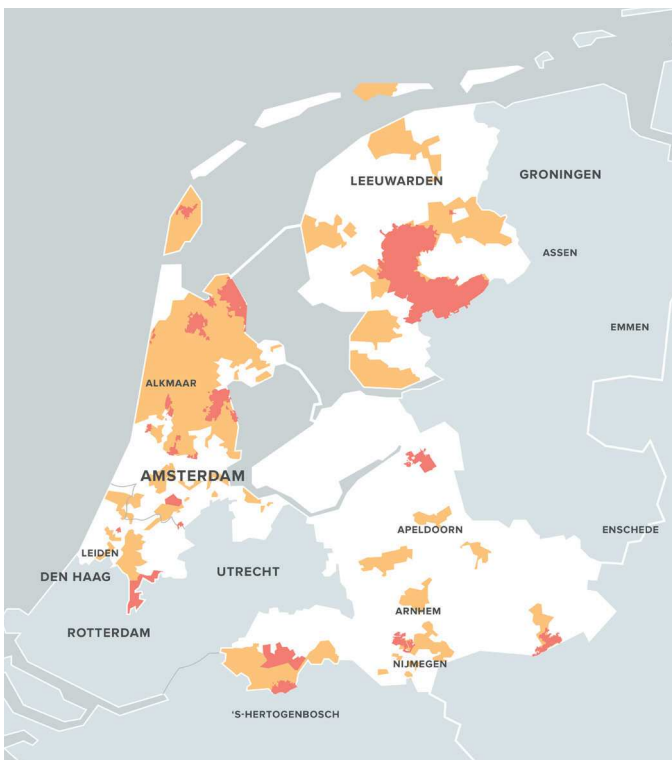 GRONINGEN
LEEUWARDEN
ASSEN
EMMEN
ALKMAAR
AMSTERDAM
APELDOORN
ENSCHEDE
LEIDEN
DEN HAAG
UTRECHT
ARNHEM
ROTTERDAM
NIJMEGEN
'S-HERTOGENBOSCH